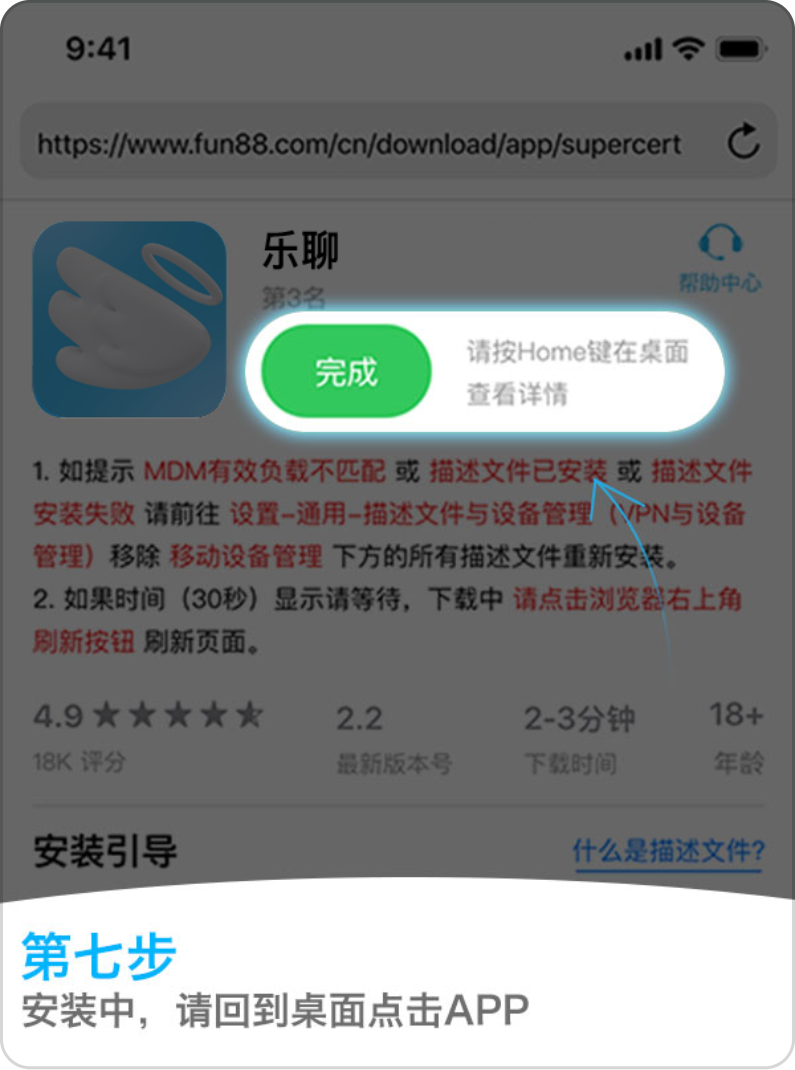 9:41
https://www.fun88.com/cn/download/app/supercert
乐聊
第3名
帮助中心
完成
请按Home键在桌面
查看详情
1. 如提示 MDM有效负载不匹配 或 描述文件已安装 或 描述文件
安装失败 请前往 设置-通用-描述文件与设备管理（VPN与设备
管理）移除 移动设备管理 下方的所有描述文件重新安装。
2. 如果时间（30秒）显示请等待，下载中 请点击浏览器右上角
刷新按钮 刷新页面。
4.9 2.2 2-3分钟 18+
18K 评分 最新版本号 下载时间 年龄
安装引导 什么是描述文件?
第七步
安装中，请回到桌面点击APP